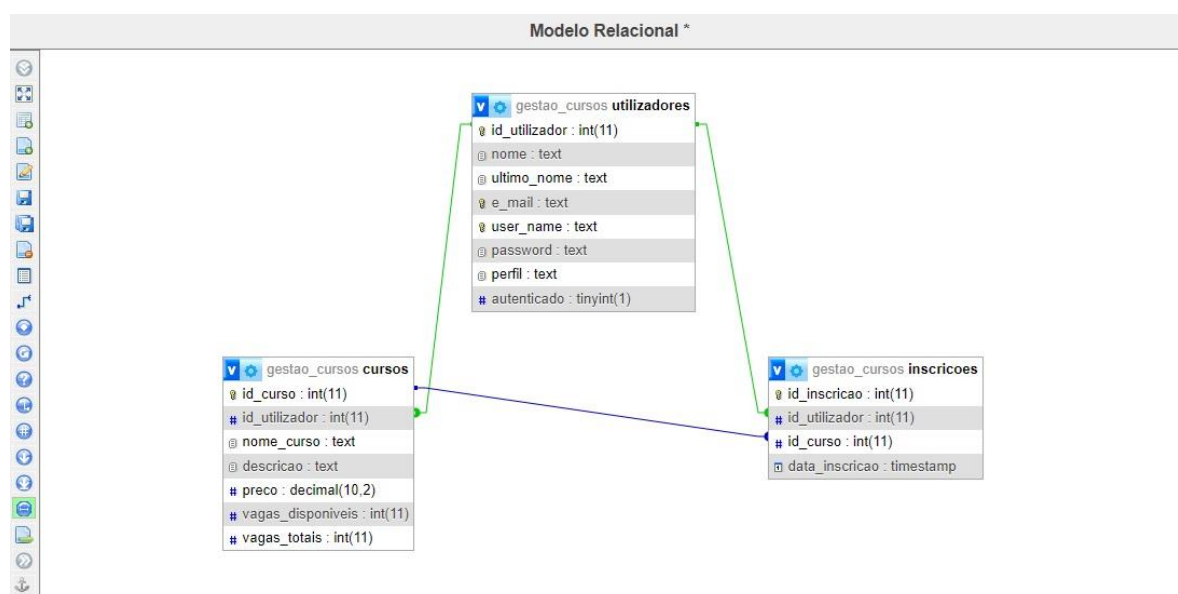 Modelo Relacional *
gestao_cursos utilizadores
id_utilizador : int(11)
nome : text
ultimo_nome : text
e_mail : text
user_name : text
password : text
perfil : text
# autenticado : tinyint(1)
gestao_cursos cursos
id_curso : int(11)
# id_utilizador : int(11)
nome_curso : text
descricao : text
# preco : decimal(10,2)
# vagas_disponiveis : int(11)
# vagas_totais : int(11)
gestao_cursos inscricoes
id_inscricao : int(11)
# id_utilizador : int(11)
# id_curso : int(11)
data_inscricao : timestamp